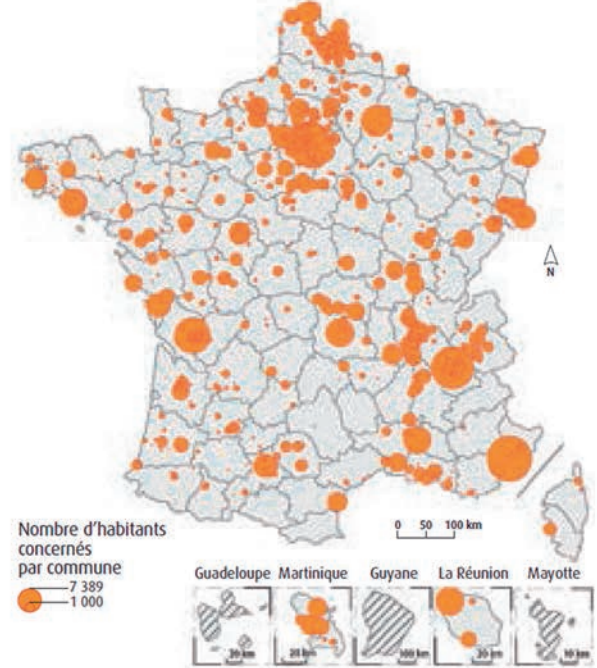 N
0 50 100 km
Nombre d'habitants
concernés
par commune
7 389
1 000
Guadeloupe Martinique Guyane La Réunion Mayotte
20 km 20 km 100 km 20 km 10 km